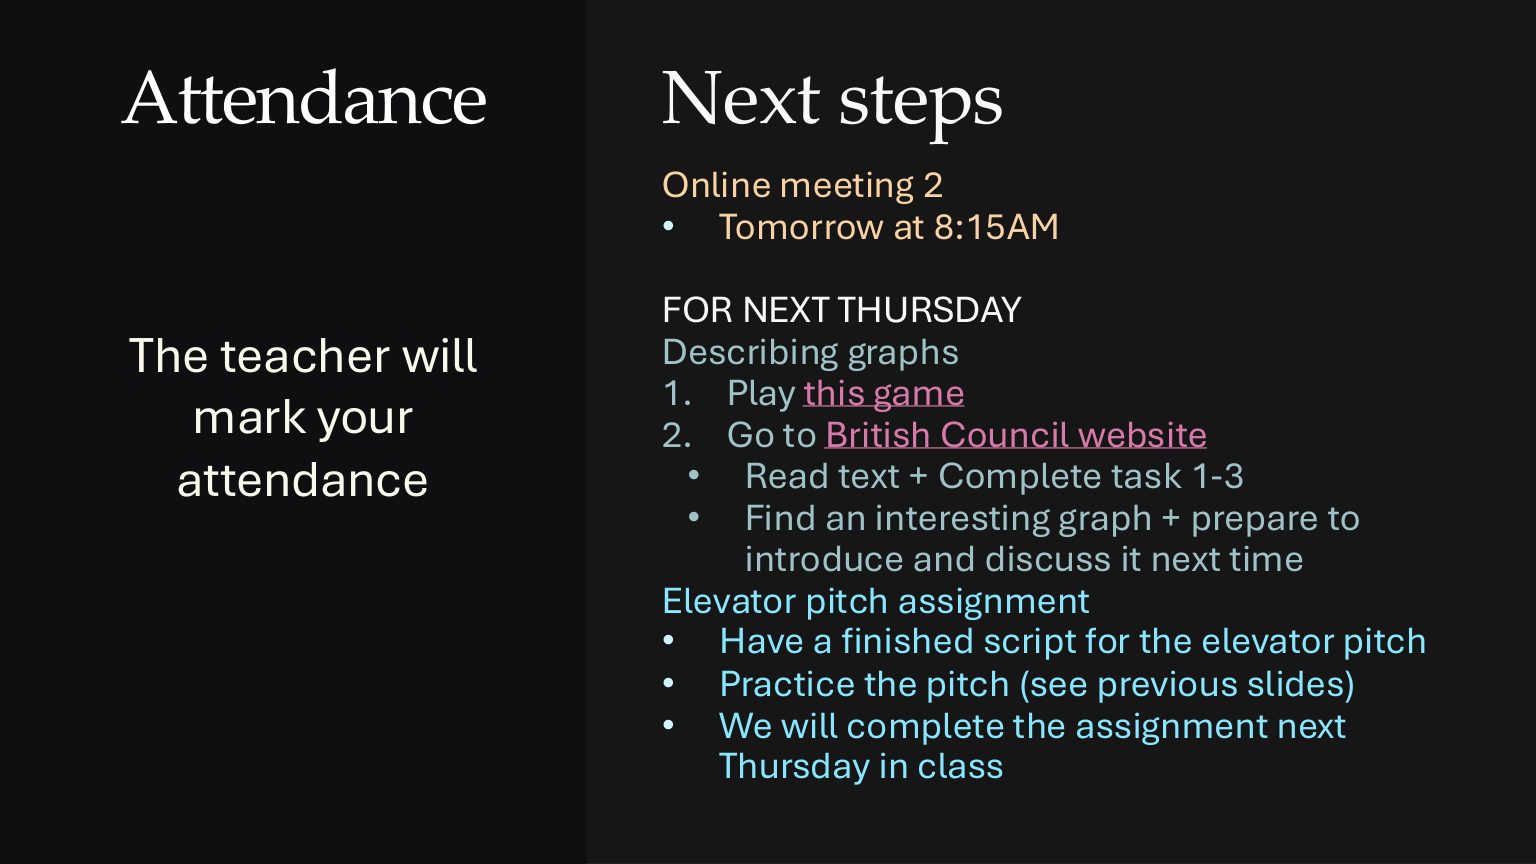 Attendance
The teacher will
mark your
attendance
Next steps
Online meeting 2
• Tomorrow at 8:15AM
FOR NEXT THURSDAY
Describing graphs
1. Play this game
2. Go to British Council website
• Read text + Complete task 1-3
• Find an interesting graph + prepare to
introduce and discuss it next time
Elevator pitch assignment
• Have a finished script for the elevator pitch
• Practice the pitch (see previous slides)
• We will complete the assignment next
Thursday in class